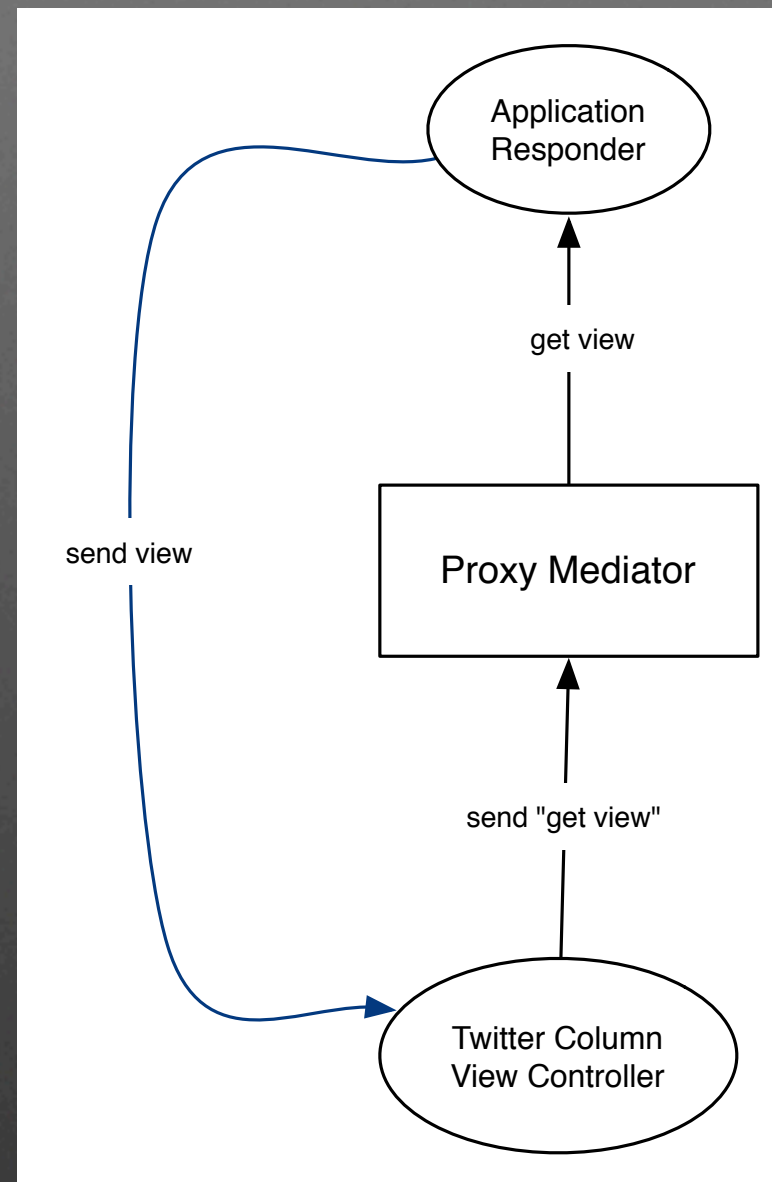 Application
Responder
get view
send view
Proxy Mediator
send "get view"
Twitter Column
View Controller